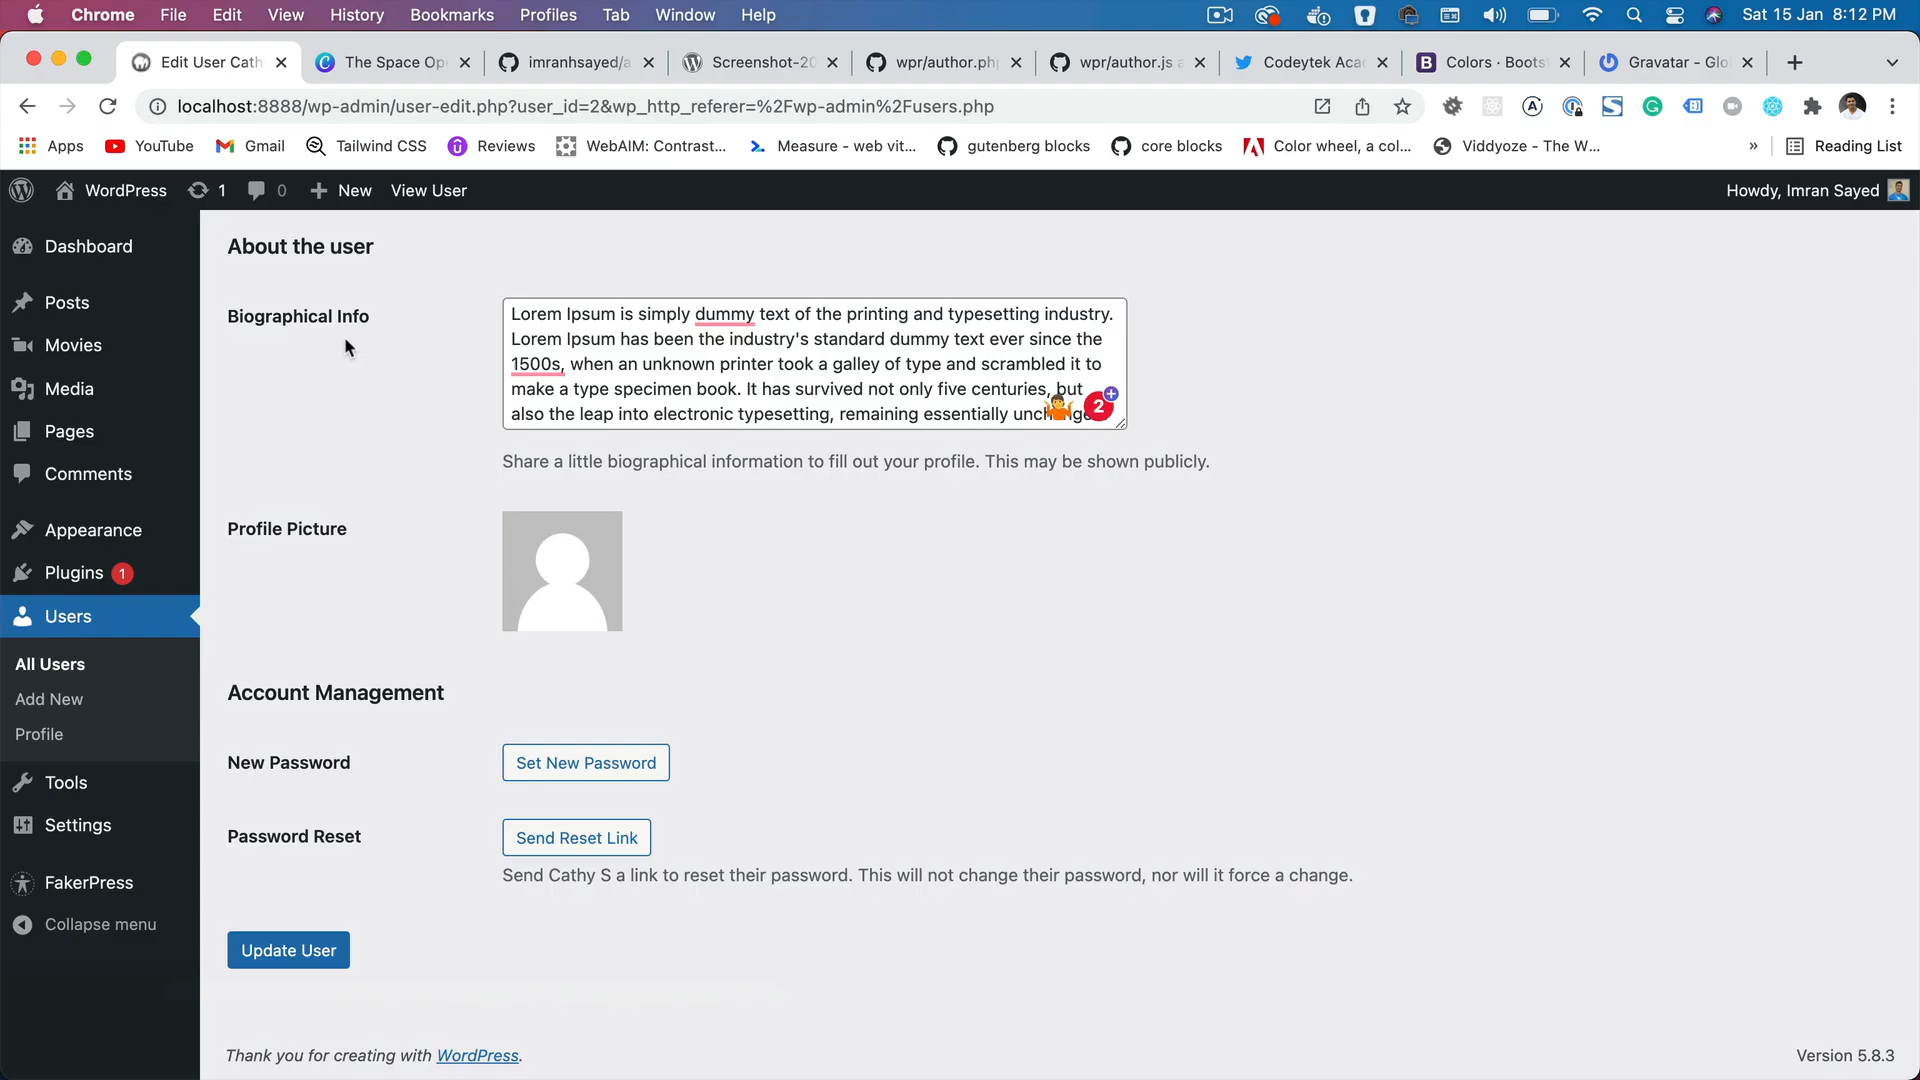 Chrome File Edit View History Bookmarks Profiles Tab Window Help Sat 15 Jan 8:12 PM
Edit User Cath The Space Op imranhsayed/a Screenshot-20 wpr/author.ph wpr/author.js a Codeytek Aca Colors · Boots Gravatar - Glo
localhost:8888/wp-admin/user-edit.php?user_id=2&wp_http_referer=%2Fwp-admin%2Fusers.php
Apps YouTube Gmail Tailwind CSS Reviews WebAIM: Contrast... Measure - web vit... gutenberg blocks core blocks Color wheel, a col... Viddyoze - The W... » Reading List
WordPress 1 0 New View User Howdy, Imran Sayed
Dashboard
Posts
Movies
Media
Pages
Comments
Appearance
Plugins 1
Users
All Users
Add New
Profile
Tools
Settings
FakerPress
Collapse menu
About the user
Biographical Info
Lorem Ipsum is simply dummy text of the printing and typesetting industry.
Lorem Ipsum has been the industry's standard dummy text ever since the
1500s, when an unknown printer took a galley of type and scrambled it to
make a type specimen book. It has survived not only five centuries, but
also the leap into electronic typesetting, remaining essentially
2
Share a little biographical information to fill out your profile. This may be shown publicly.
Profile Picture
Account Management
New Password Set New Password
Password Reset Send Reset Link
Send Cathy S a link to reset their password. This will not change their password, nor will it force a change.
Update User
Thank you for creating with WordPress. Version 5.8.3